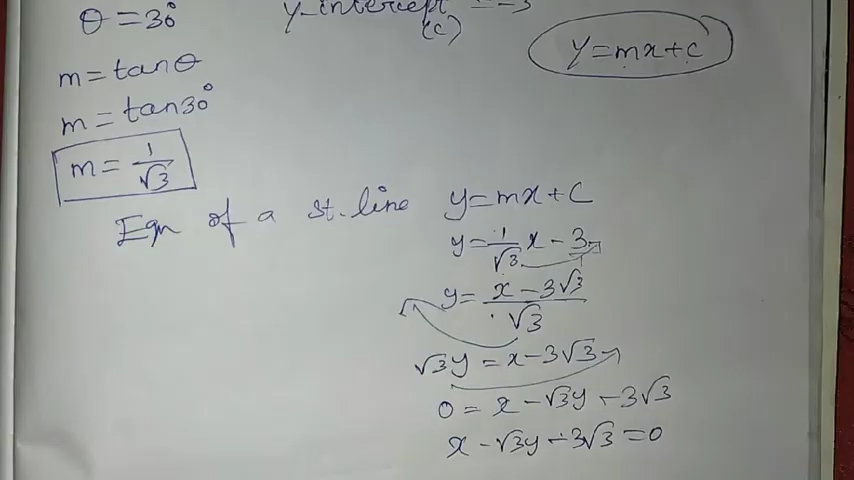 θ = 30°
y-intercept = -3
(c)
y = mx + c
m = tanθ
m = tan30°
m = 1/√3
Eqn of a st. line y = mx + C
y = 1/√3 x - 3
y = x - 3√3 / √3
√3y = x - 3√3
0 = x - √3y - 3√3
x - √3y - 3√3 = 0